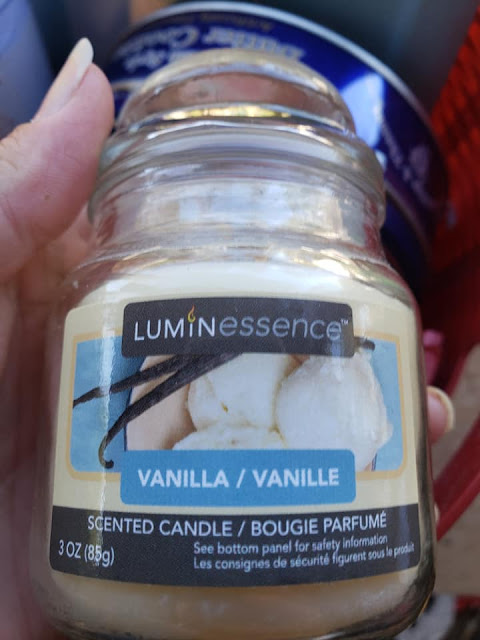 LUMINessence™
VANILLA / VANILLE
SCENTED CANDLE / BOUGIE PARFUMÉ
3 OZ (85g)
See bottom panel for safety information
Les consignes de sécurité figurent sous le produit